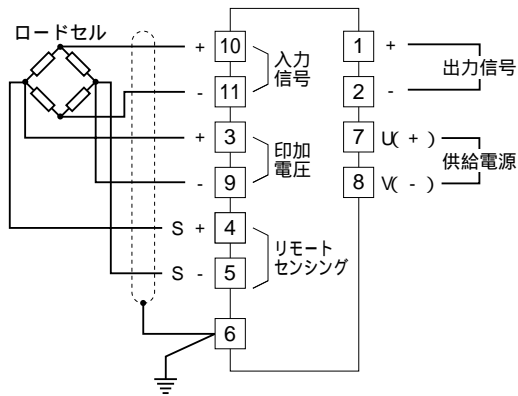 ロードセル
+ 10 入力
信号
- 11
+ 3 印加
電圧
- 9
S + 4 リモート
センシング
S - 5
6
1 +
出力信号
2 -
7 U( + )
供給電源
8 V( - )